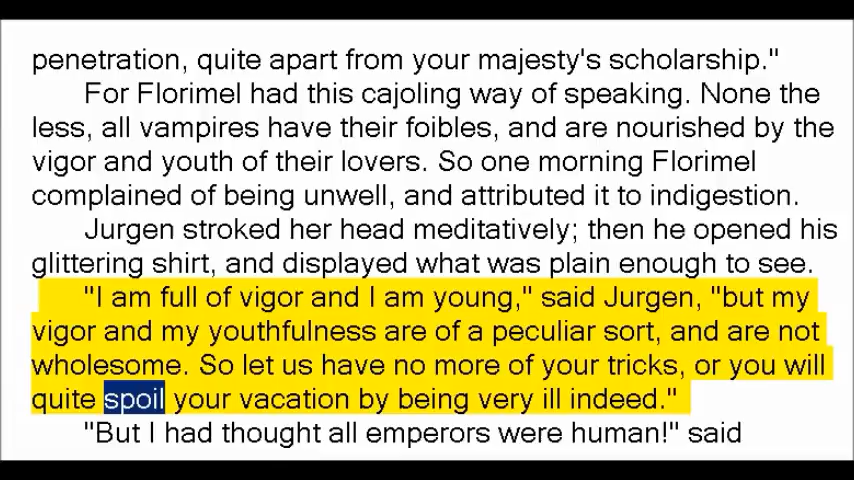 penetration, quite apart from your majesty's scholarship."
For Florimel had this cajoling way of speaking. None the
less, all vampires have their foibles, and are nourished by the
vigor and youth of their lovers. So one morning Florimel
complained of being unwell, and attributed it to indigestion.
Jurgen stroked her head meditatively; then he opened his
glittering shirt, and displayed what was plain enough to see.
"I am full of vigor and I am young," said Jurgen, "but my
vigor and my youthfulness are of a peculiar sort, and are not
wholesome. So let us have no more of your tricks, or you will
quite spoil your vacation by being very ill indeed."
"But I had thought all emperors were human!" said